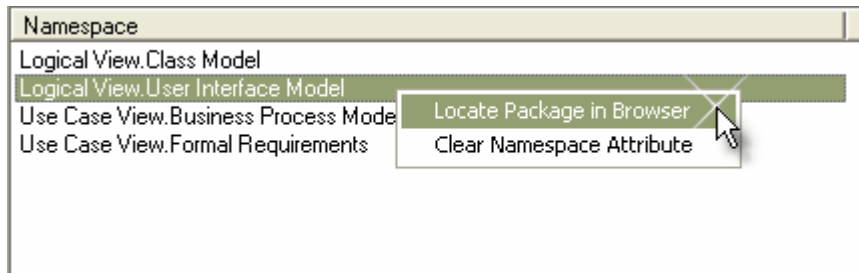 Namespace
Logical View.Class Model
Logical View.User Interface Model
Use Case View.Business Process Mode
Locate Package in Browser
Use Case View.Formal Requirements
Clear Namespace Attribute